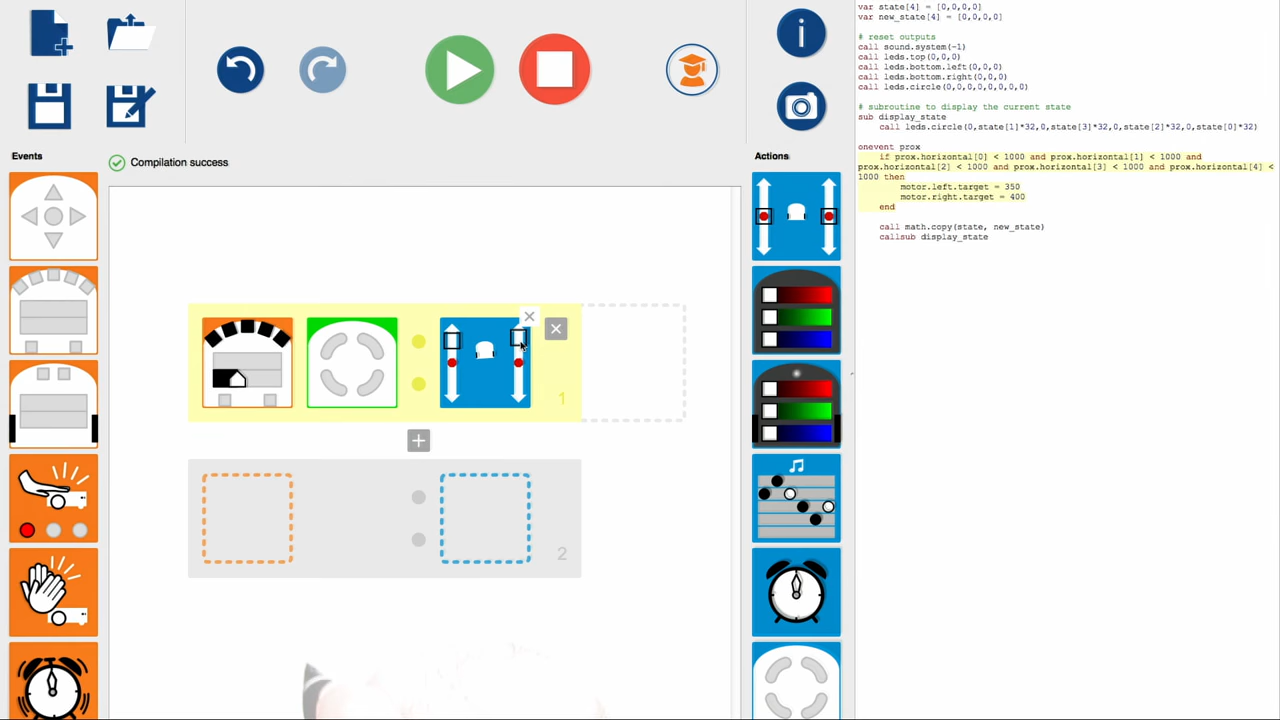 Events
Compilation success
Actions
1
2
var state[4] = [0,0,0,0]
var new_state[4] = [0,0,0,0]
# reset outputs
call sound.system(-1)
call leds.top(0,0,0)
call leds.bottom.left(0,0,0)
call leds.bottom.right(0,0,0)
call leds.circle(0,0,0,0,0,0,0,0)
# subroutine to display the current state
sub display_state
call leds.circle(0,state[1]*32,0,state[3]*32,0,state[2]*32,0,state[0]*32)
onevent prox
if prox.horizontal[0] < 1000 and prox.horizontal[1] < 1000 and
prox.horizontal[2] < 1000 and prox.horizontal[3] < 1000 and prox.horizontal[4] <
1000 then
motor.left.target = 350
motor.right.target = 400
end
call math.copy(state, new_state)
callsub display_state